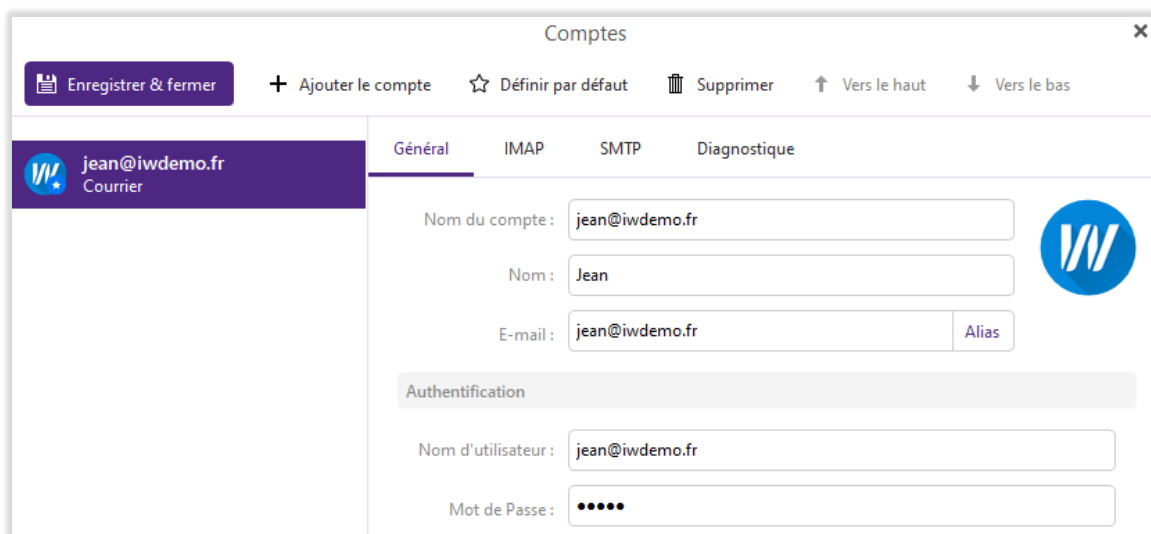 Comptes
Enregistrer & fermer
Ajouter le compte
Définir par défaut
Supprimer
Vers le haut
Vers le bas
jean@iwdemo.fr
Courrier
Général
IMAP
SMTP
Diagnostique
Nom du compte :
jean@iwdemo.fr
Nom :
Jean
E-mail :
jean@iwdemo.fr
Alias
Authentification
Nom d'utilisateur :
jean@iwdemo.fr
Mot de Passe :
•••••